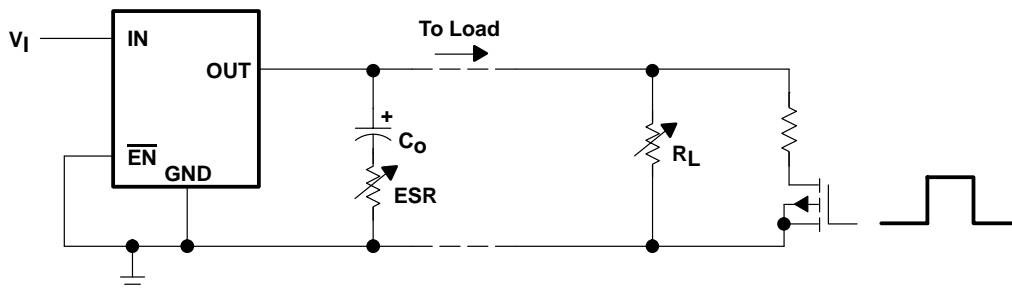 To Load
VI
IN
OUT
+
Co
EN
GND
ESR
RL